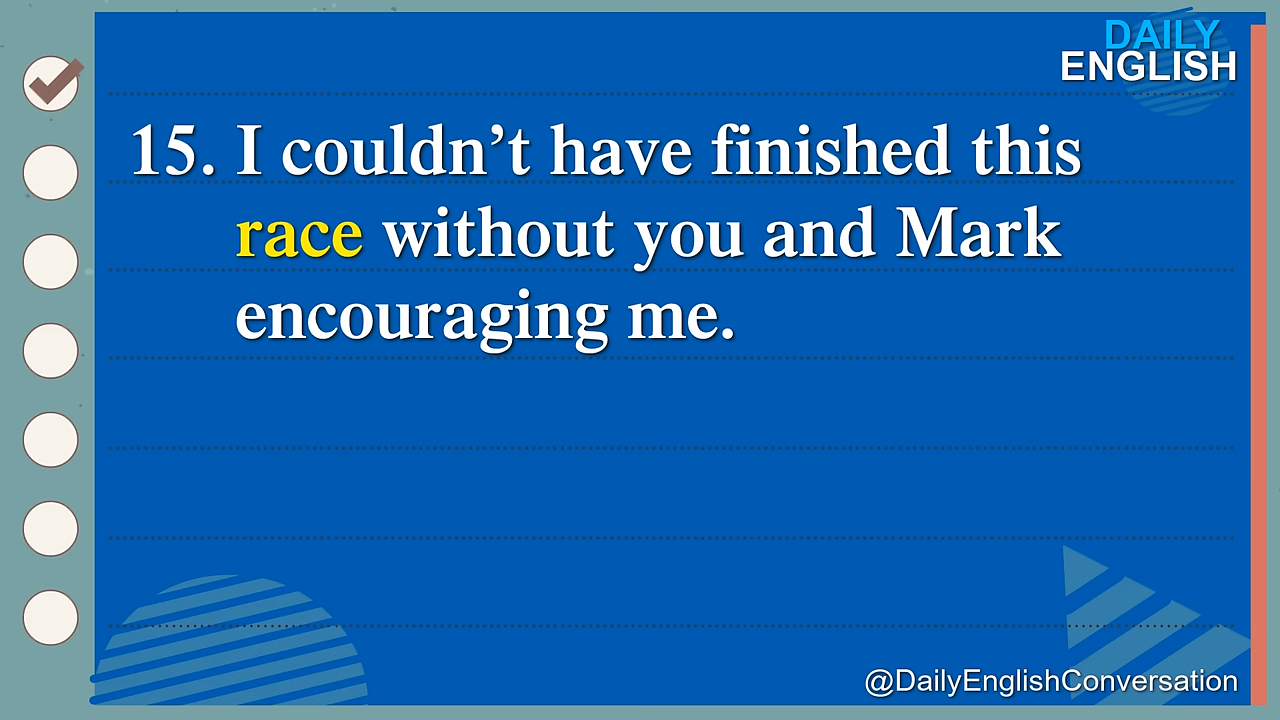 DAILY
ENGLISH
15. I couldn’t have finished this
race without you and Mark
encouraging me.
@DailyEnglishConversation